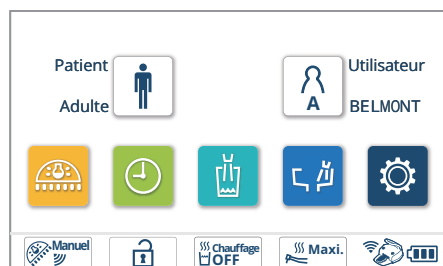 Patient
Utilisateur
Adulte
A
BELMONT
Manuel
Chauffage
OFF
Maxi.